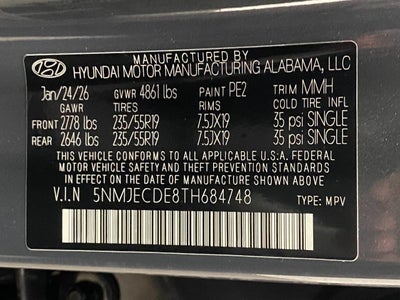 MANUFACTURED BY
HYUNDAI MOTOR MANUFACTURING ALABAMA, LLC
Jan/24/26 GVWR 4861 lbs PAINT PE2 TRIM MMH
GAWR TIRES RIMS COLD TIRE INFL
FRONT 2778 lbs 235/55R19 7.5JX19 35 psi SINGLE
REAR 2646 lbs 235/55R19 7.5JX19 35 psi SINGLE
THIS VEHICLE CONFORMS TO ALL APPLICABLE U.S.A. FEDERAL
MOTOR VEHICLE SAFETY AND THEFT PREVENTION STANDARDS
IN EFFECT ON THE DATE OF MANUFACTURE SHOWN ABOVE.
V.I.N 5NMJECDE8TH684748 TYPE: MPV